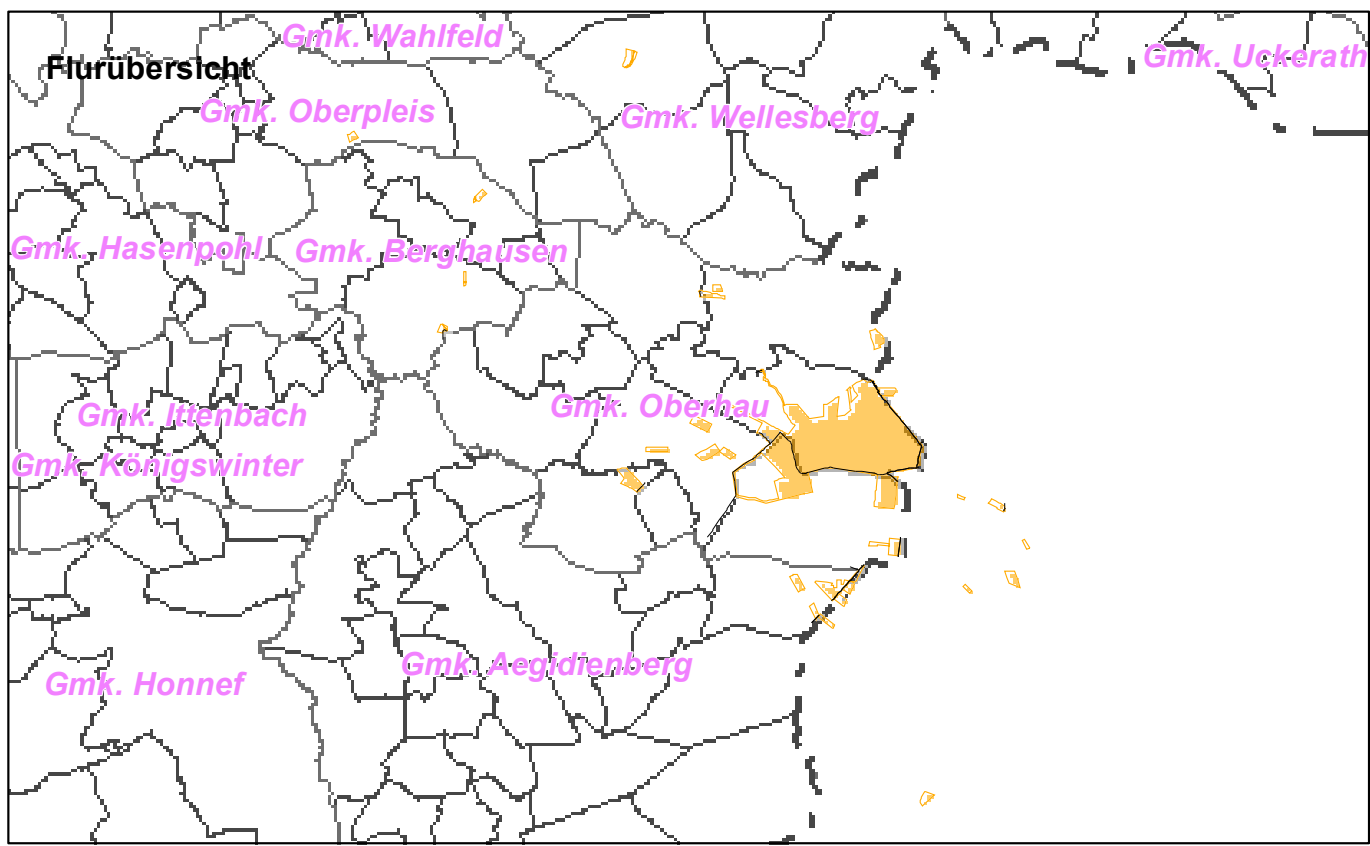 Gmk. Wahlfeld
Gmk. Uckerath
Flurübersicht
Gmk. Oberpleis
Gmk. Wellesberg
Gmk. Hasenpohl
Gmk. Berghausen
Gmk. Ittenbach
Gmk. Oberhau
Gmk. Königswinter
Gmk. Aegidienberg
Gmk. Honnef